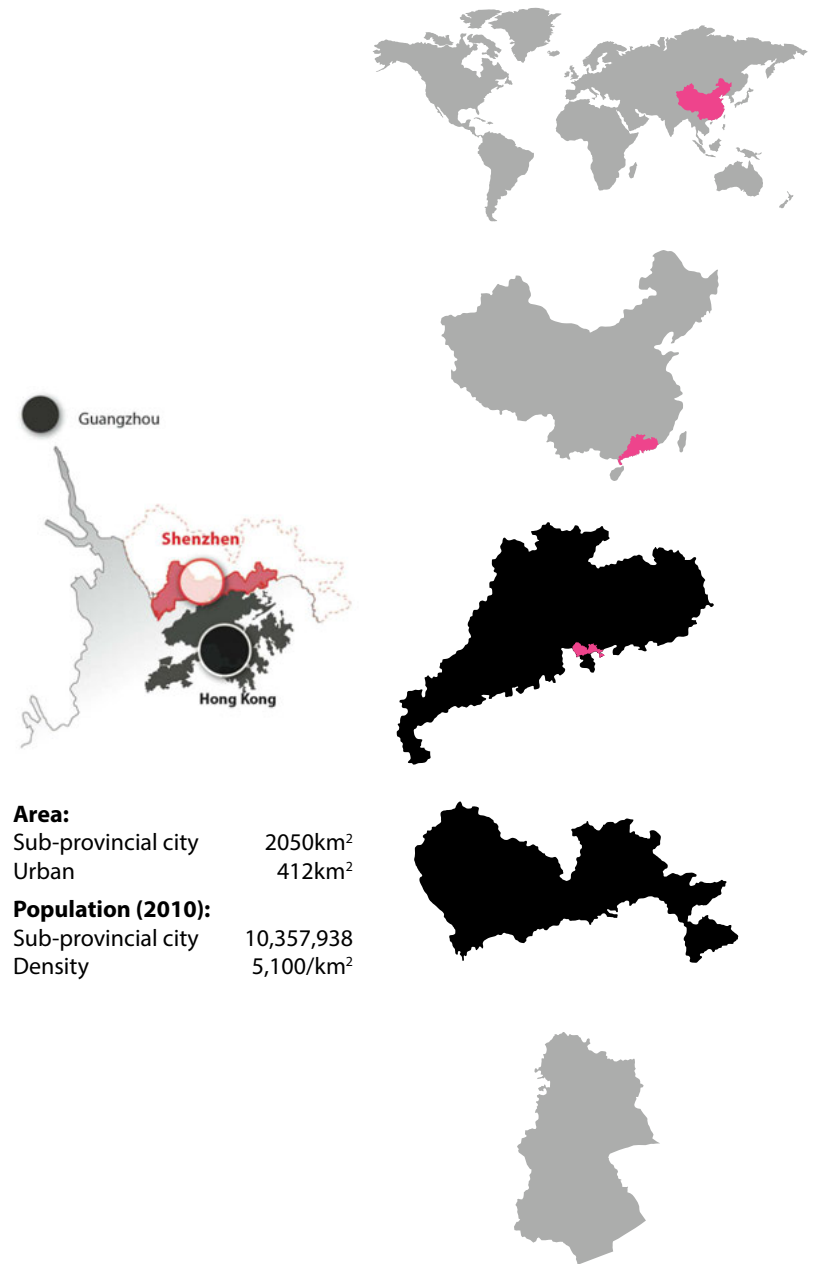 Guangzhou
Shenzhen
Hong Kong
Area:
Sub-provincial city 2050km²
Urban 412km²
Population (2010):
Sub-provincial city 10,357,938
Density 5,100/km²